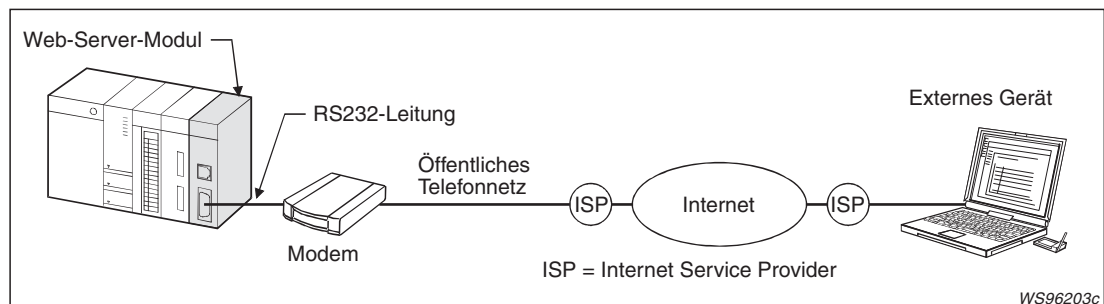 Web-Server-Modul
RS232-Leitung
Externes Gerät
Öffentliches
Telefonnetz
ISP
Internet
ISP
Modem
ISP = Internet Service Provider
WS96203c